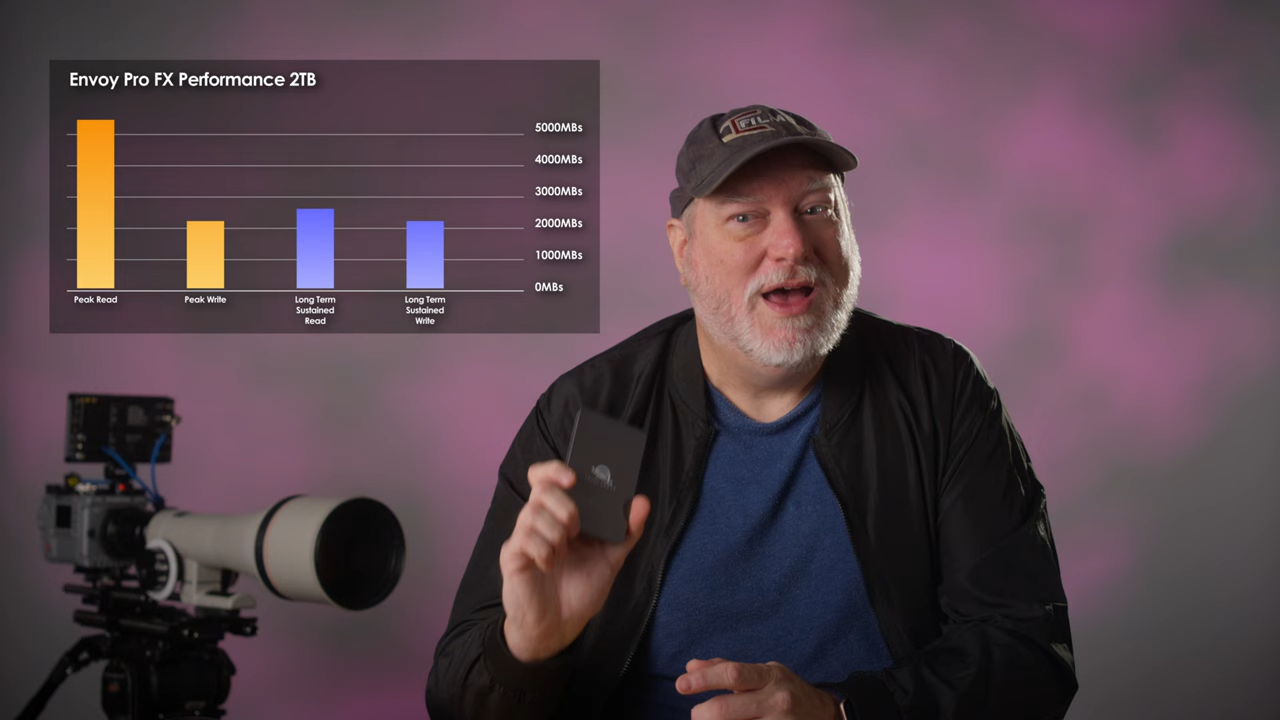 Envoy Pro FX Performance 2TB
5000MBs
4000MBs
3000MBs
2000MBs
1000MBs
0MBs
Peak Read
Peak Write
Long Term
Sustained
Read
Long Term
Sustained
Write